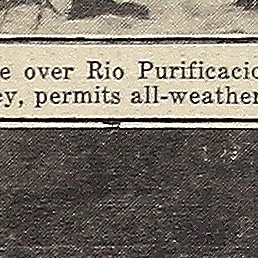 e over Rio Purificacio
ey, permits all-weather